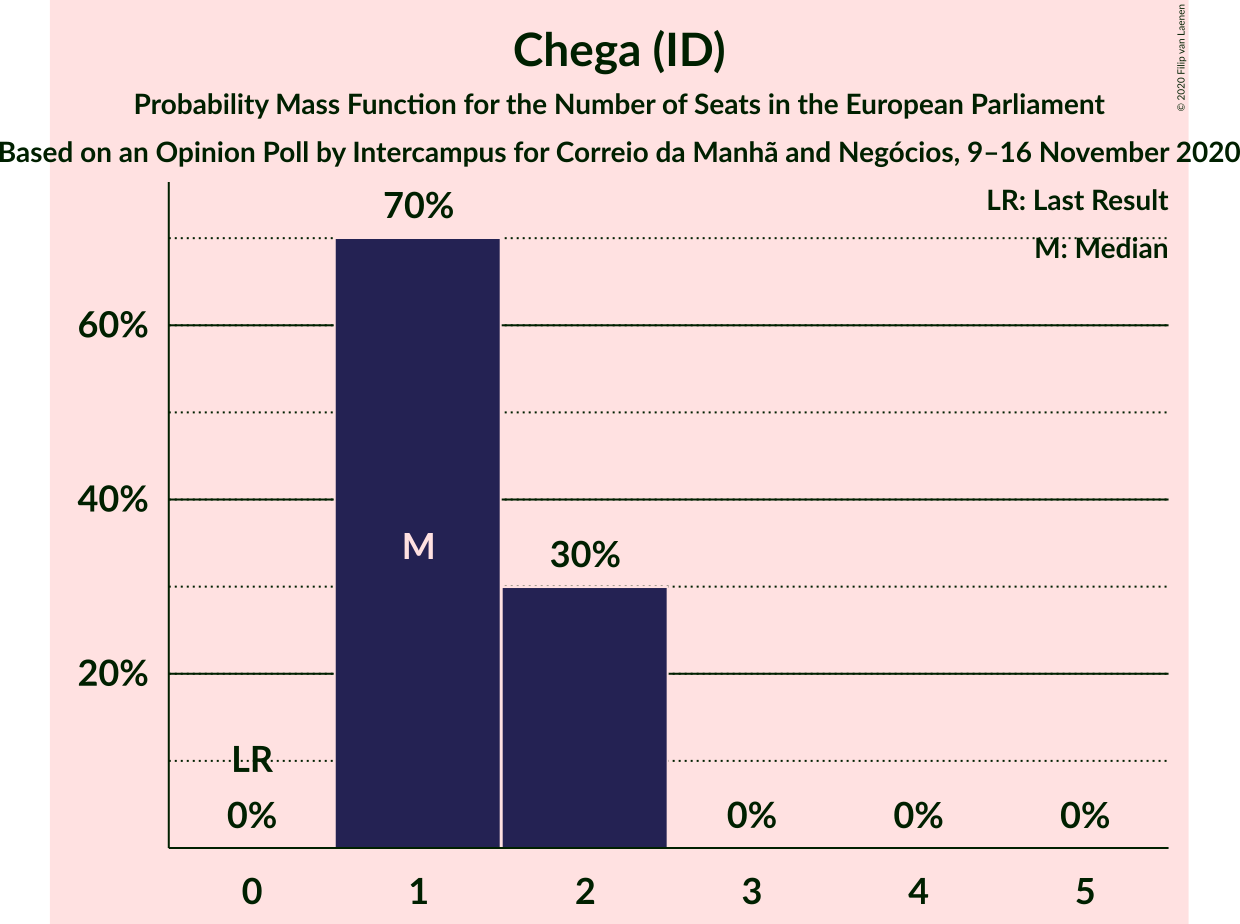 Chega (ID)
Probability Mass Function for the Number of Seats in the European Parliament
Based on an Opinion Poll by Intercampus for Correio da Manhã and Negócios, 9–16 November 2020
© 2020 Filip van Laenen
LR: Last Result
M: Median
70%
60%
40%
M
30%
20%
LR
0%
0%
0%
0%
0
1
2
3
4
5